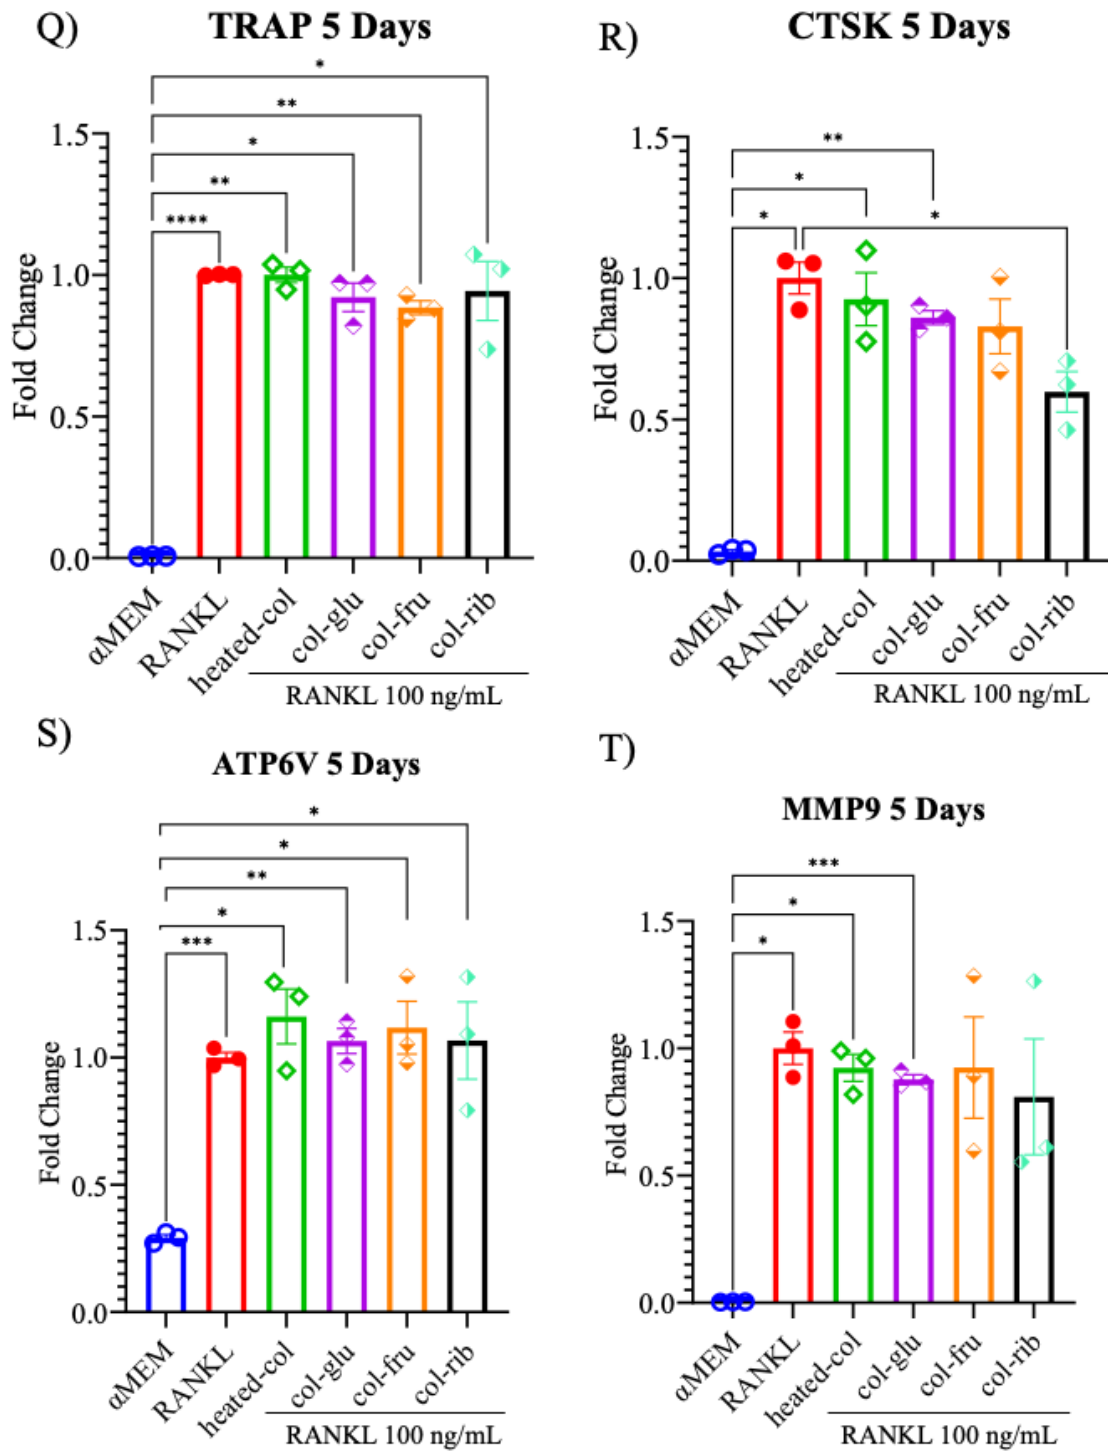 Q)
TRAP 5 Days
*
**
*
**
****
1.5
1.0
0.5
0.0
Fold Change
αMEM
RANKL
heated-col
col-glu
col-fru
col-rib
RANKL 100 ng/mL
R)
CTSK 5 Days
**
*
*
*
1.5
1.0
0.5
0.0
Fold Change
αMEM
RANKL
heated-col
col-glu
col-fru
col-rib
RANKL 100 ng/mL
S)
ATP6V 5 Days
*
*
**
*
***
1.5
1.0
0.5
0.0
Fold Change
αMEM
RANKL
heated-col
col-glu
col-fru
col-rib
RANKL 100 ng/mL
T)
MMP9 5 Days
***
*
*
1.5
1.0
0.5
0.0
Fold Change
αMEM
RANKL
heated-col
col-glu
col-fru
col-rib
RANKL 100 ng/mL